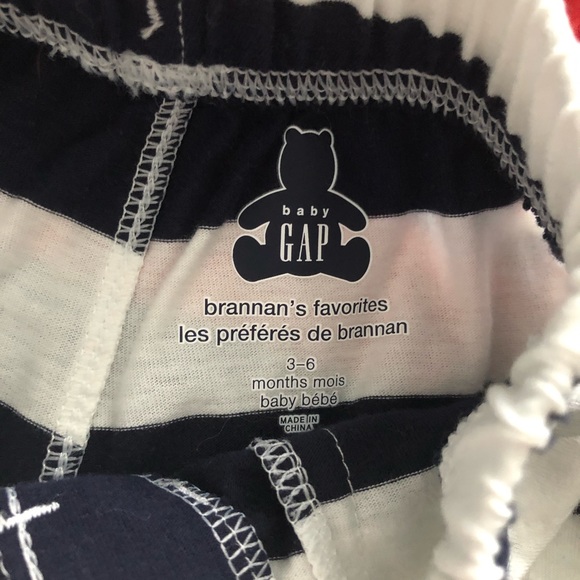 baby
GAP
brannan's favorites
les préférés de brannan
3–6
months mois
baby bébé
MADE IN
CHINA